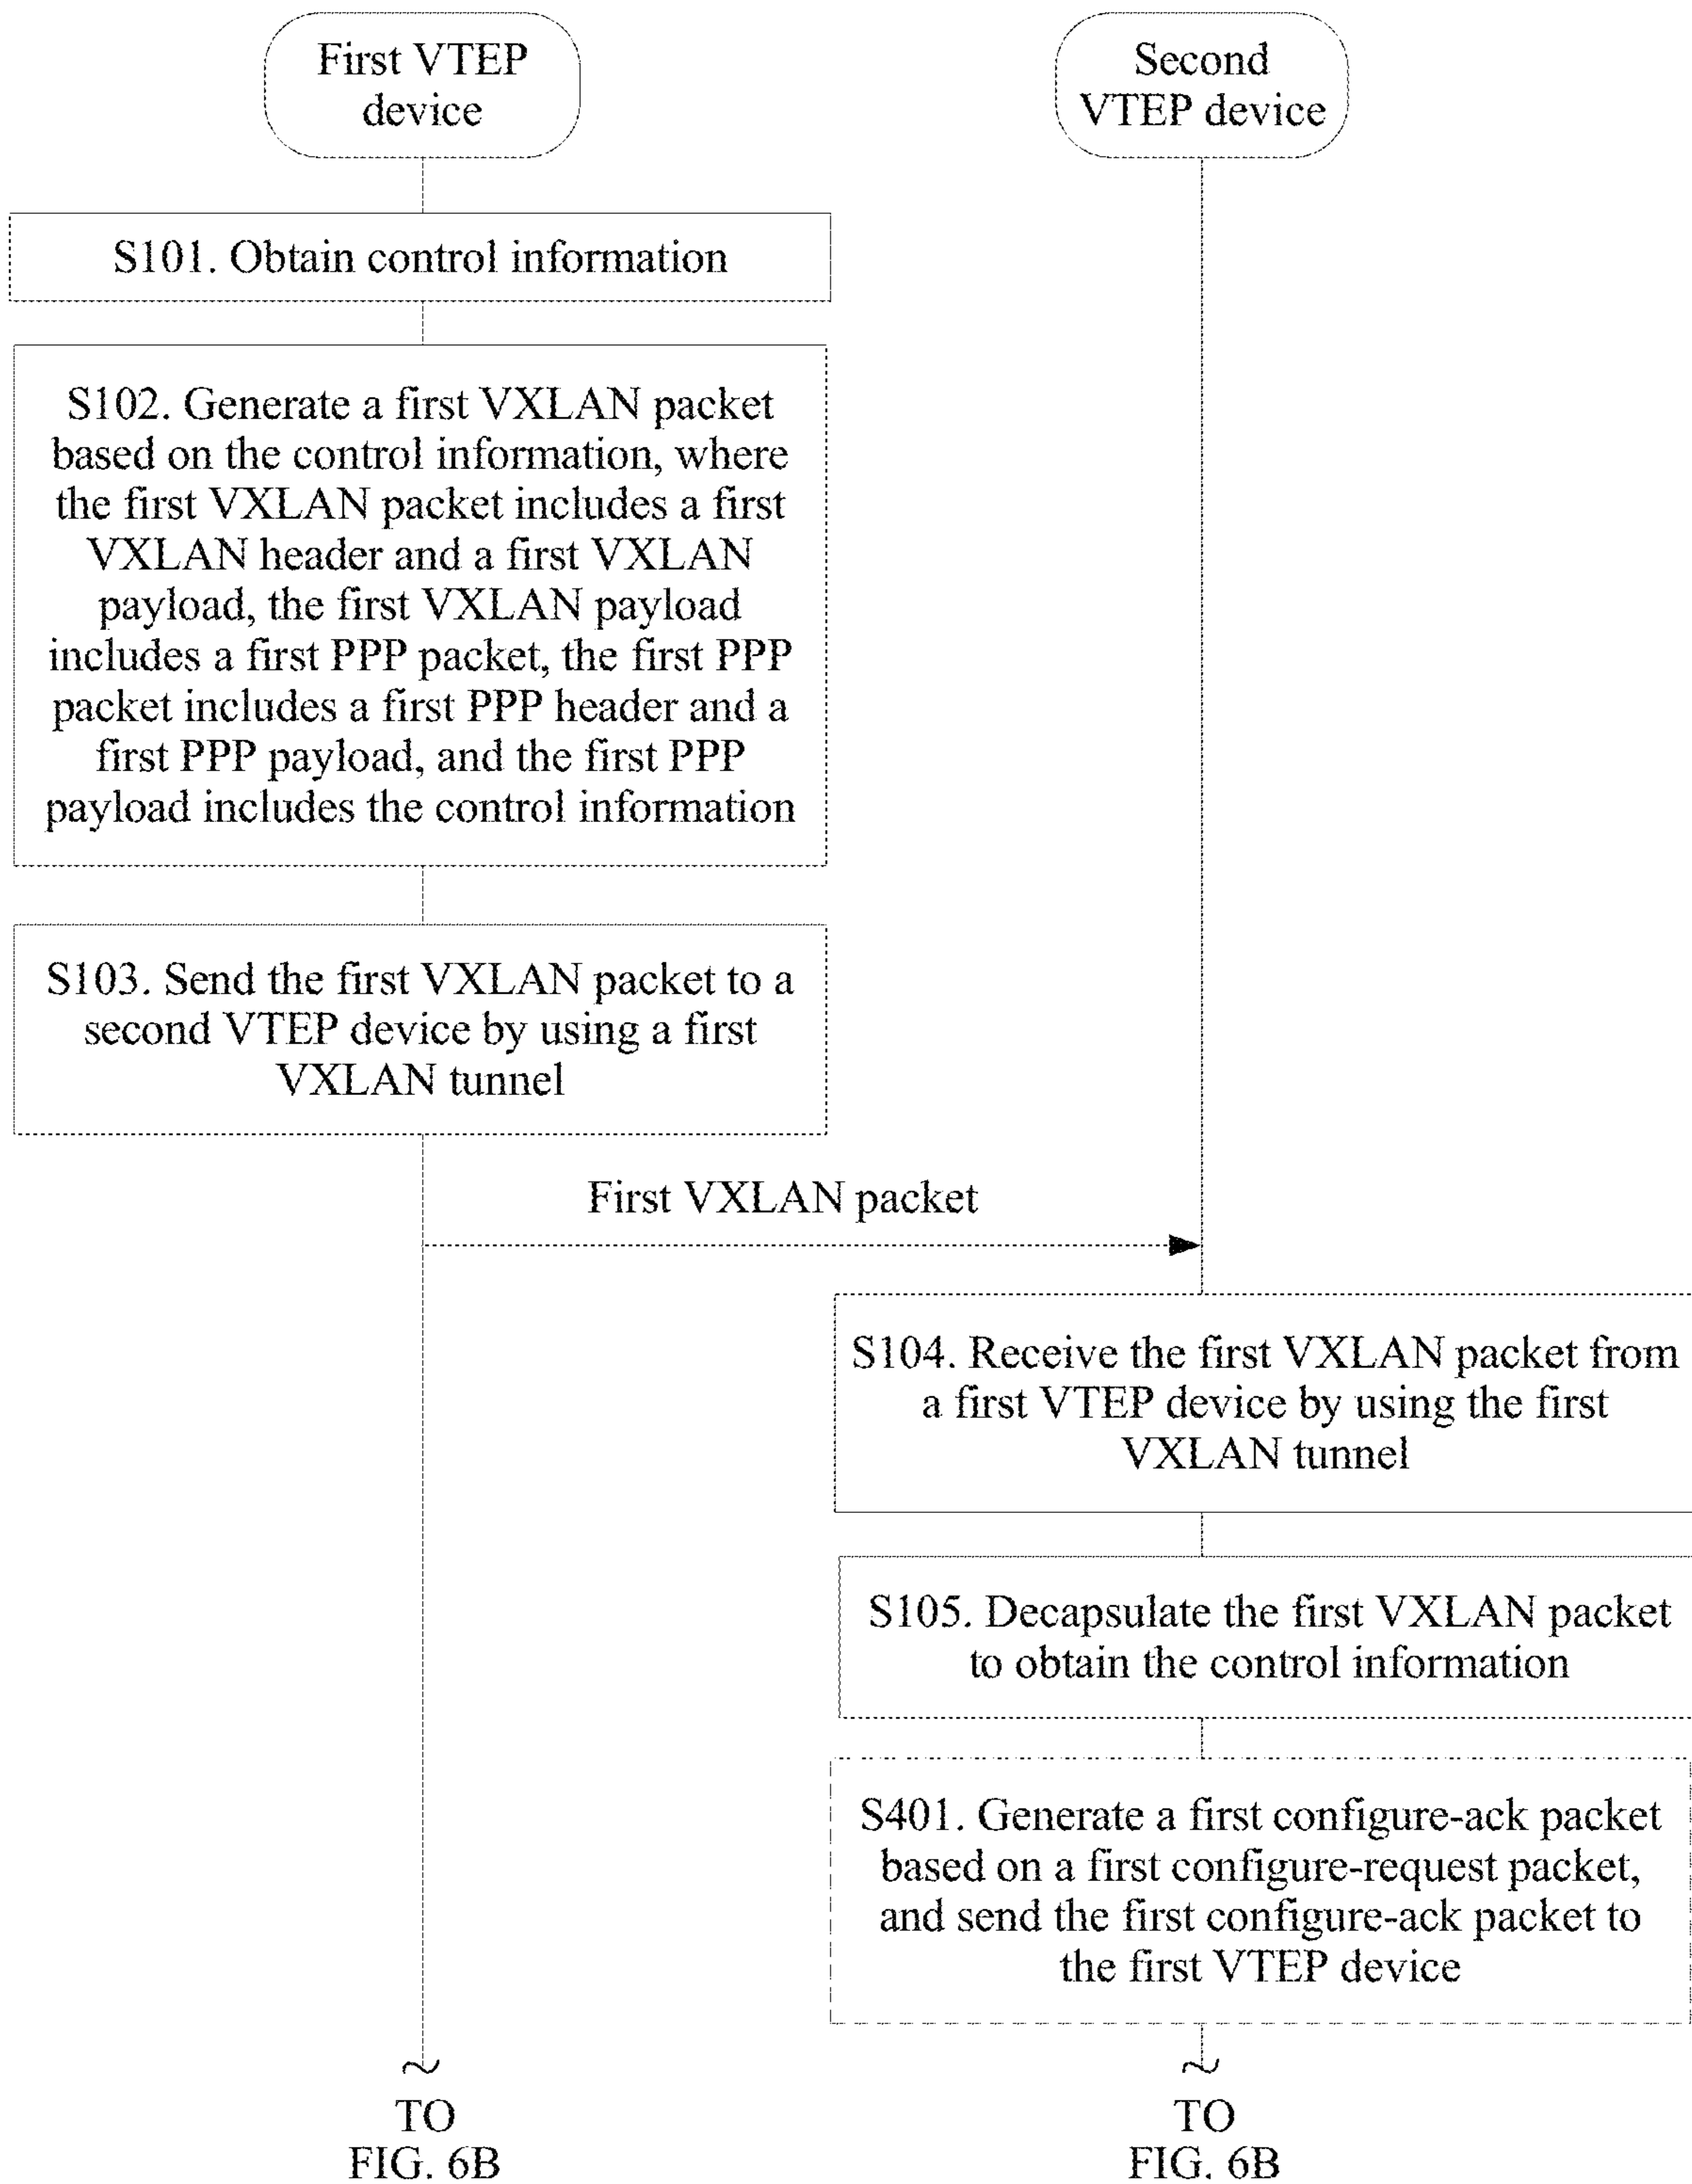 First VTEP
device
Second
VTEP device
S101. Obtain control information
S102. Generate a first VXLAN packet
based on the control information, where
the first VXLAN packet includes a first
VXLAN header and a first VXLAN
payload, the first VXLAN payload
includes a first PPP packet, the first PPP
packet includes a first PPP header and a
first PPP payload, and the first PPP
payload includes the control information
S103. Send the first VXLAN packet to a
second VTEP device by using a first
VXLAN tunnel
First VXLAN packet
S104. Receive the first VXLAN packet from
a first VTEP device by using the first
VXLAN tunnel
S105. Decapsulate the first VXLAN packet
to obtain the control information
S401. Generate a first configure-ack packet
based on a first configure-request packet,
and send the first configure-ack packet to
the first VTEP device
~
TO
FIG. 6B
~
TO
FIG. 6B